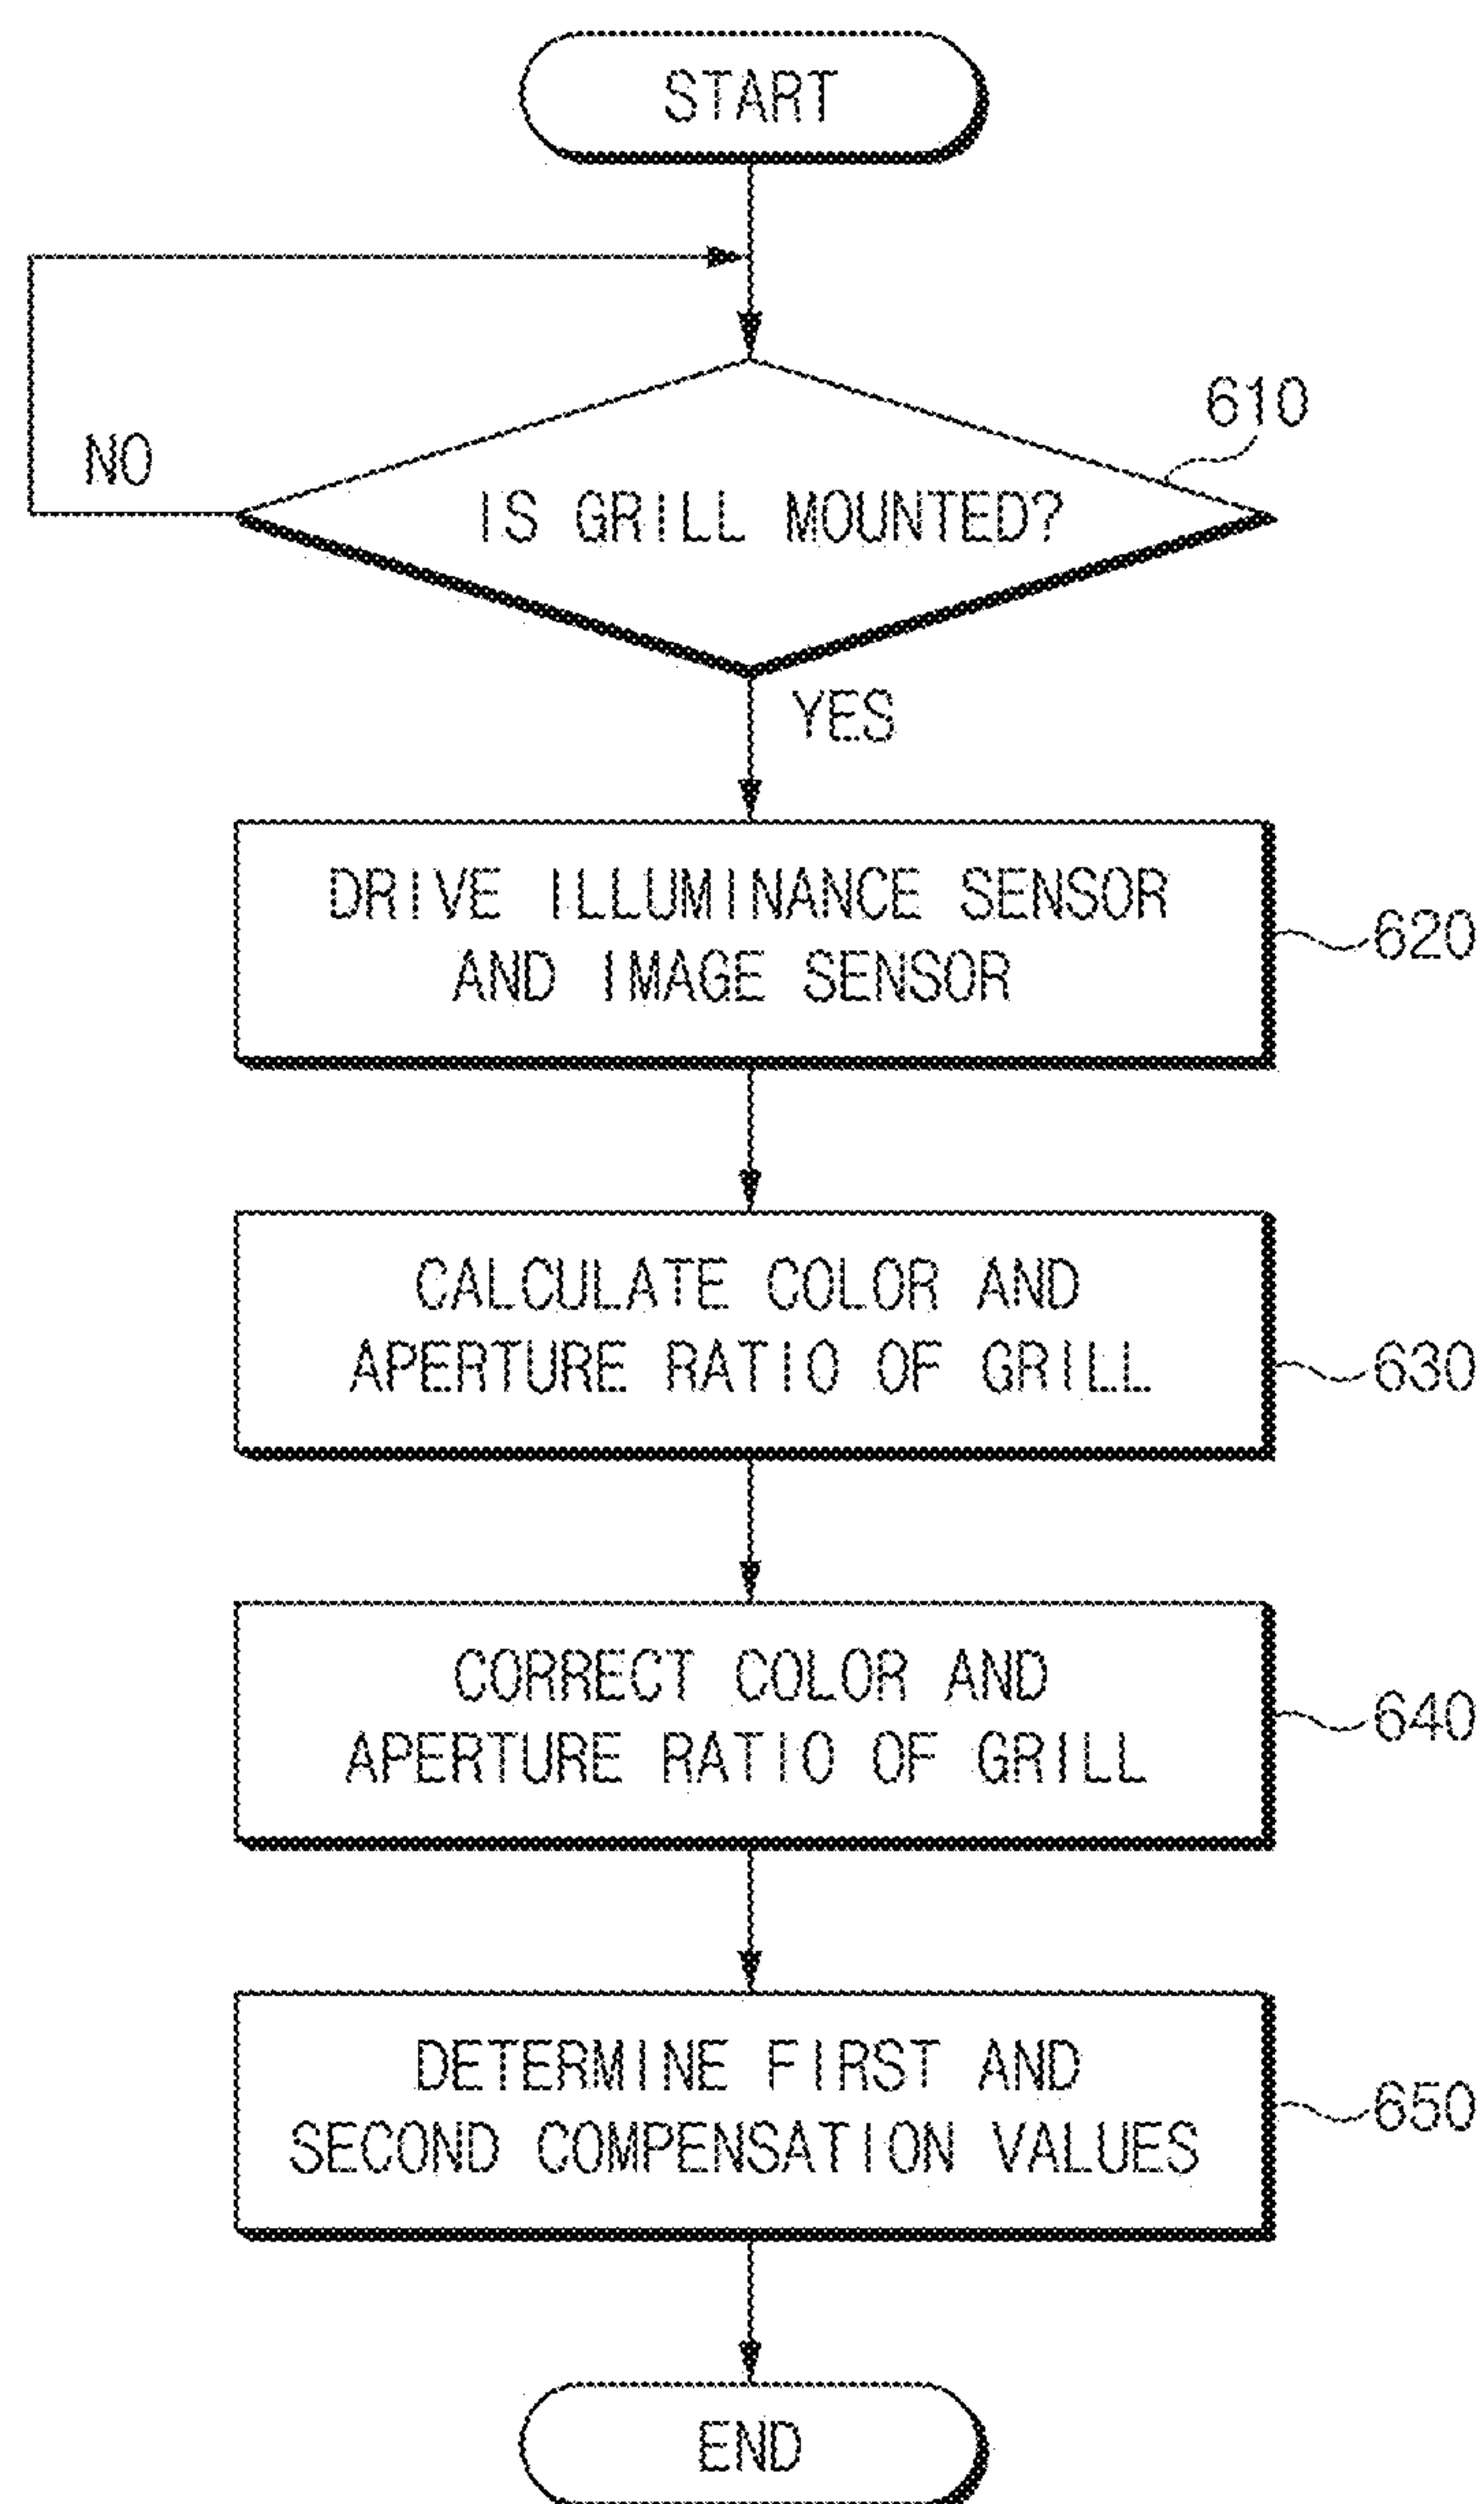 START
610
NO
IS GRILL MOUNTED?
YES
DRIVE ILLUMINANCE SENSOR
AND IMAGE SENSOR
620
CALCULATE COLOR AND
APERTURE RATIO OF GRILL
630
CORRECT COLOR AND
APERTURE RATIO OF GRILL
640
DETERMINE FIRST AND
SECOND COMPENSATION VALUES
650
END